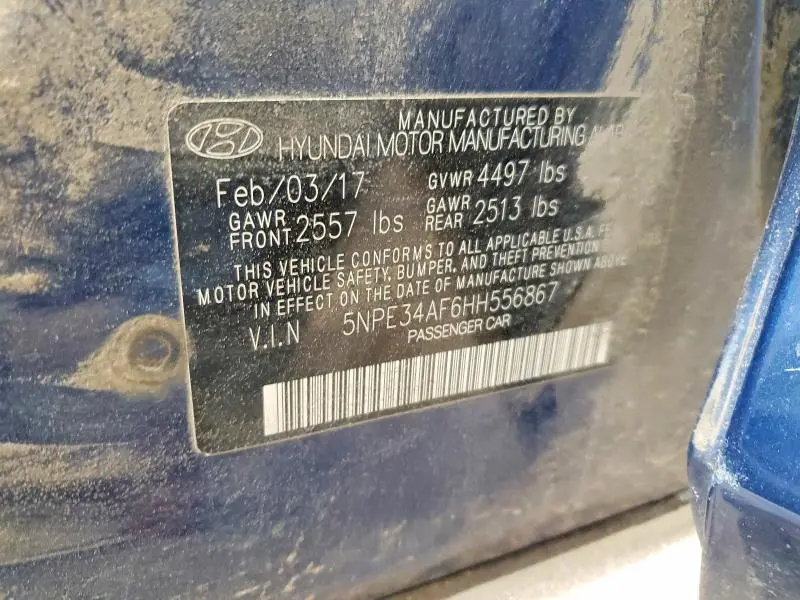 MANUFACTURED BY
HYUNDAI MOTOR MANUFACTURING
Feb/03/17 GVWR 4497 lbs
GAWR FRONT 2557 lbs GAWR REAR 2513 lbs
THIS VEHICLE CONFORMS TO ALL APPLICABLE U.S.A. FE
MOTOR VEHICLE SAFETY, BUMPER, AND THEFT PREVENTION
IN EFFECT ON THE DATE OF MANUFACTURE SHOWN ABOVE
V.I.N 5NPE34AF6HH556867
PASSENGER CAR